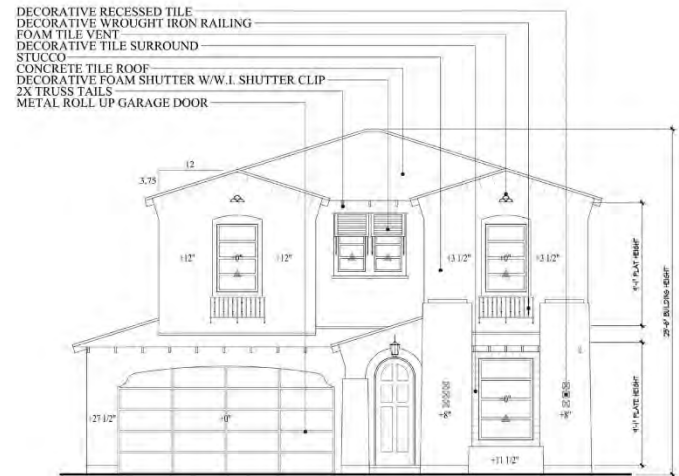 DECORATIVE RECESSED TILE
DECORATIVE WROUGHT IRON RAILING
FOAM TILE VENT
DECORATIVE TILE SURROUND
STUCCO
CONCRETE TILE ROOF
DECORATIVE FOAM SHUTTER W/W.I. SHUTTER CLIP
2X TRUSS TAILS
METAL ROLL UP GARAGE DOOR
12
3.75
+12"
+0"
+12"
+3 1/2"
+0"
+3 1/2"
BUILDING HEIGHT
PLATE HEIGHT
+27 1/2"
+0"
+8"
+0"
+8"
+11 1/2"